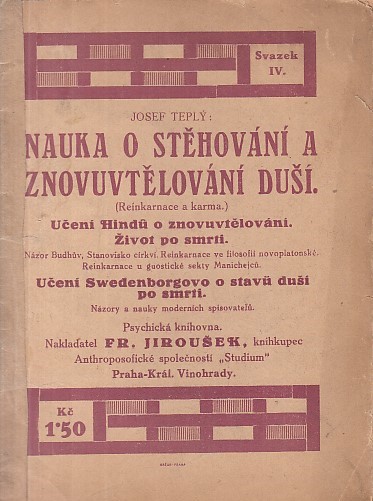 Svazek
IV.
JOSEF TEPLÝ:
NAUKA O STĚHOVÁNÍ A
ZNOVUVTĚLOVÁNÍ DUŠÍ.
(Reinkarnace a karma.)
Učení Hindů o znovuvtělování.
Život po smrti.
Názor Budhův, Stanovisko církví. Reinkarnace ve filosofii novoplatonské.
Reinkarnace u gnostické sekty Manichejců.
Učení Swedenborgovo o stavů duší
po smrti.
Názory a nauky moderních spisovatelů.
Psychická knihovna.
Nakladatel FR. JIROUŠEK, knihkupec
Anthroposofické společnosti „Studium"
Praha-Král. Vinohrady.
Kč
1·50